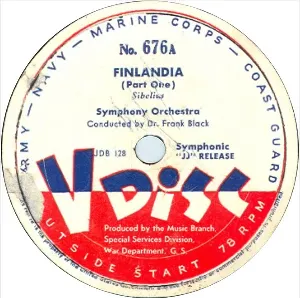 ARMY — NAVY — MARINE CORPS — COAST GUARD
No. 676A
FINLANDIA
(Part One)
Sibelius
Symphony Orchestra
Conducted by Dr. Frank Black
JDB 128
Symphonic
"JJ" RELEASE
V DISC
OUTSIDE START 78 RPM
Produced by the Music Branch,
Special Services Division,
War Department, G. S.